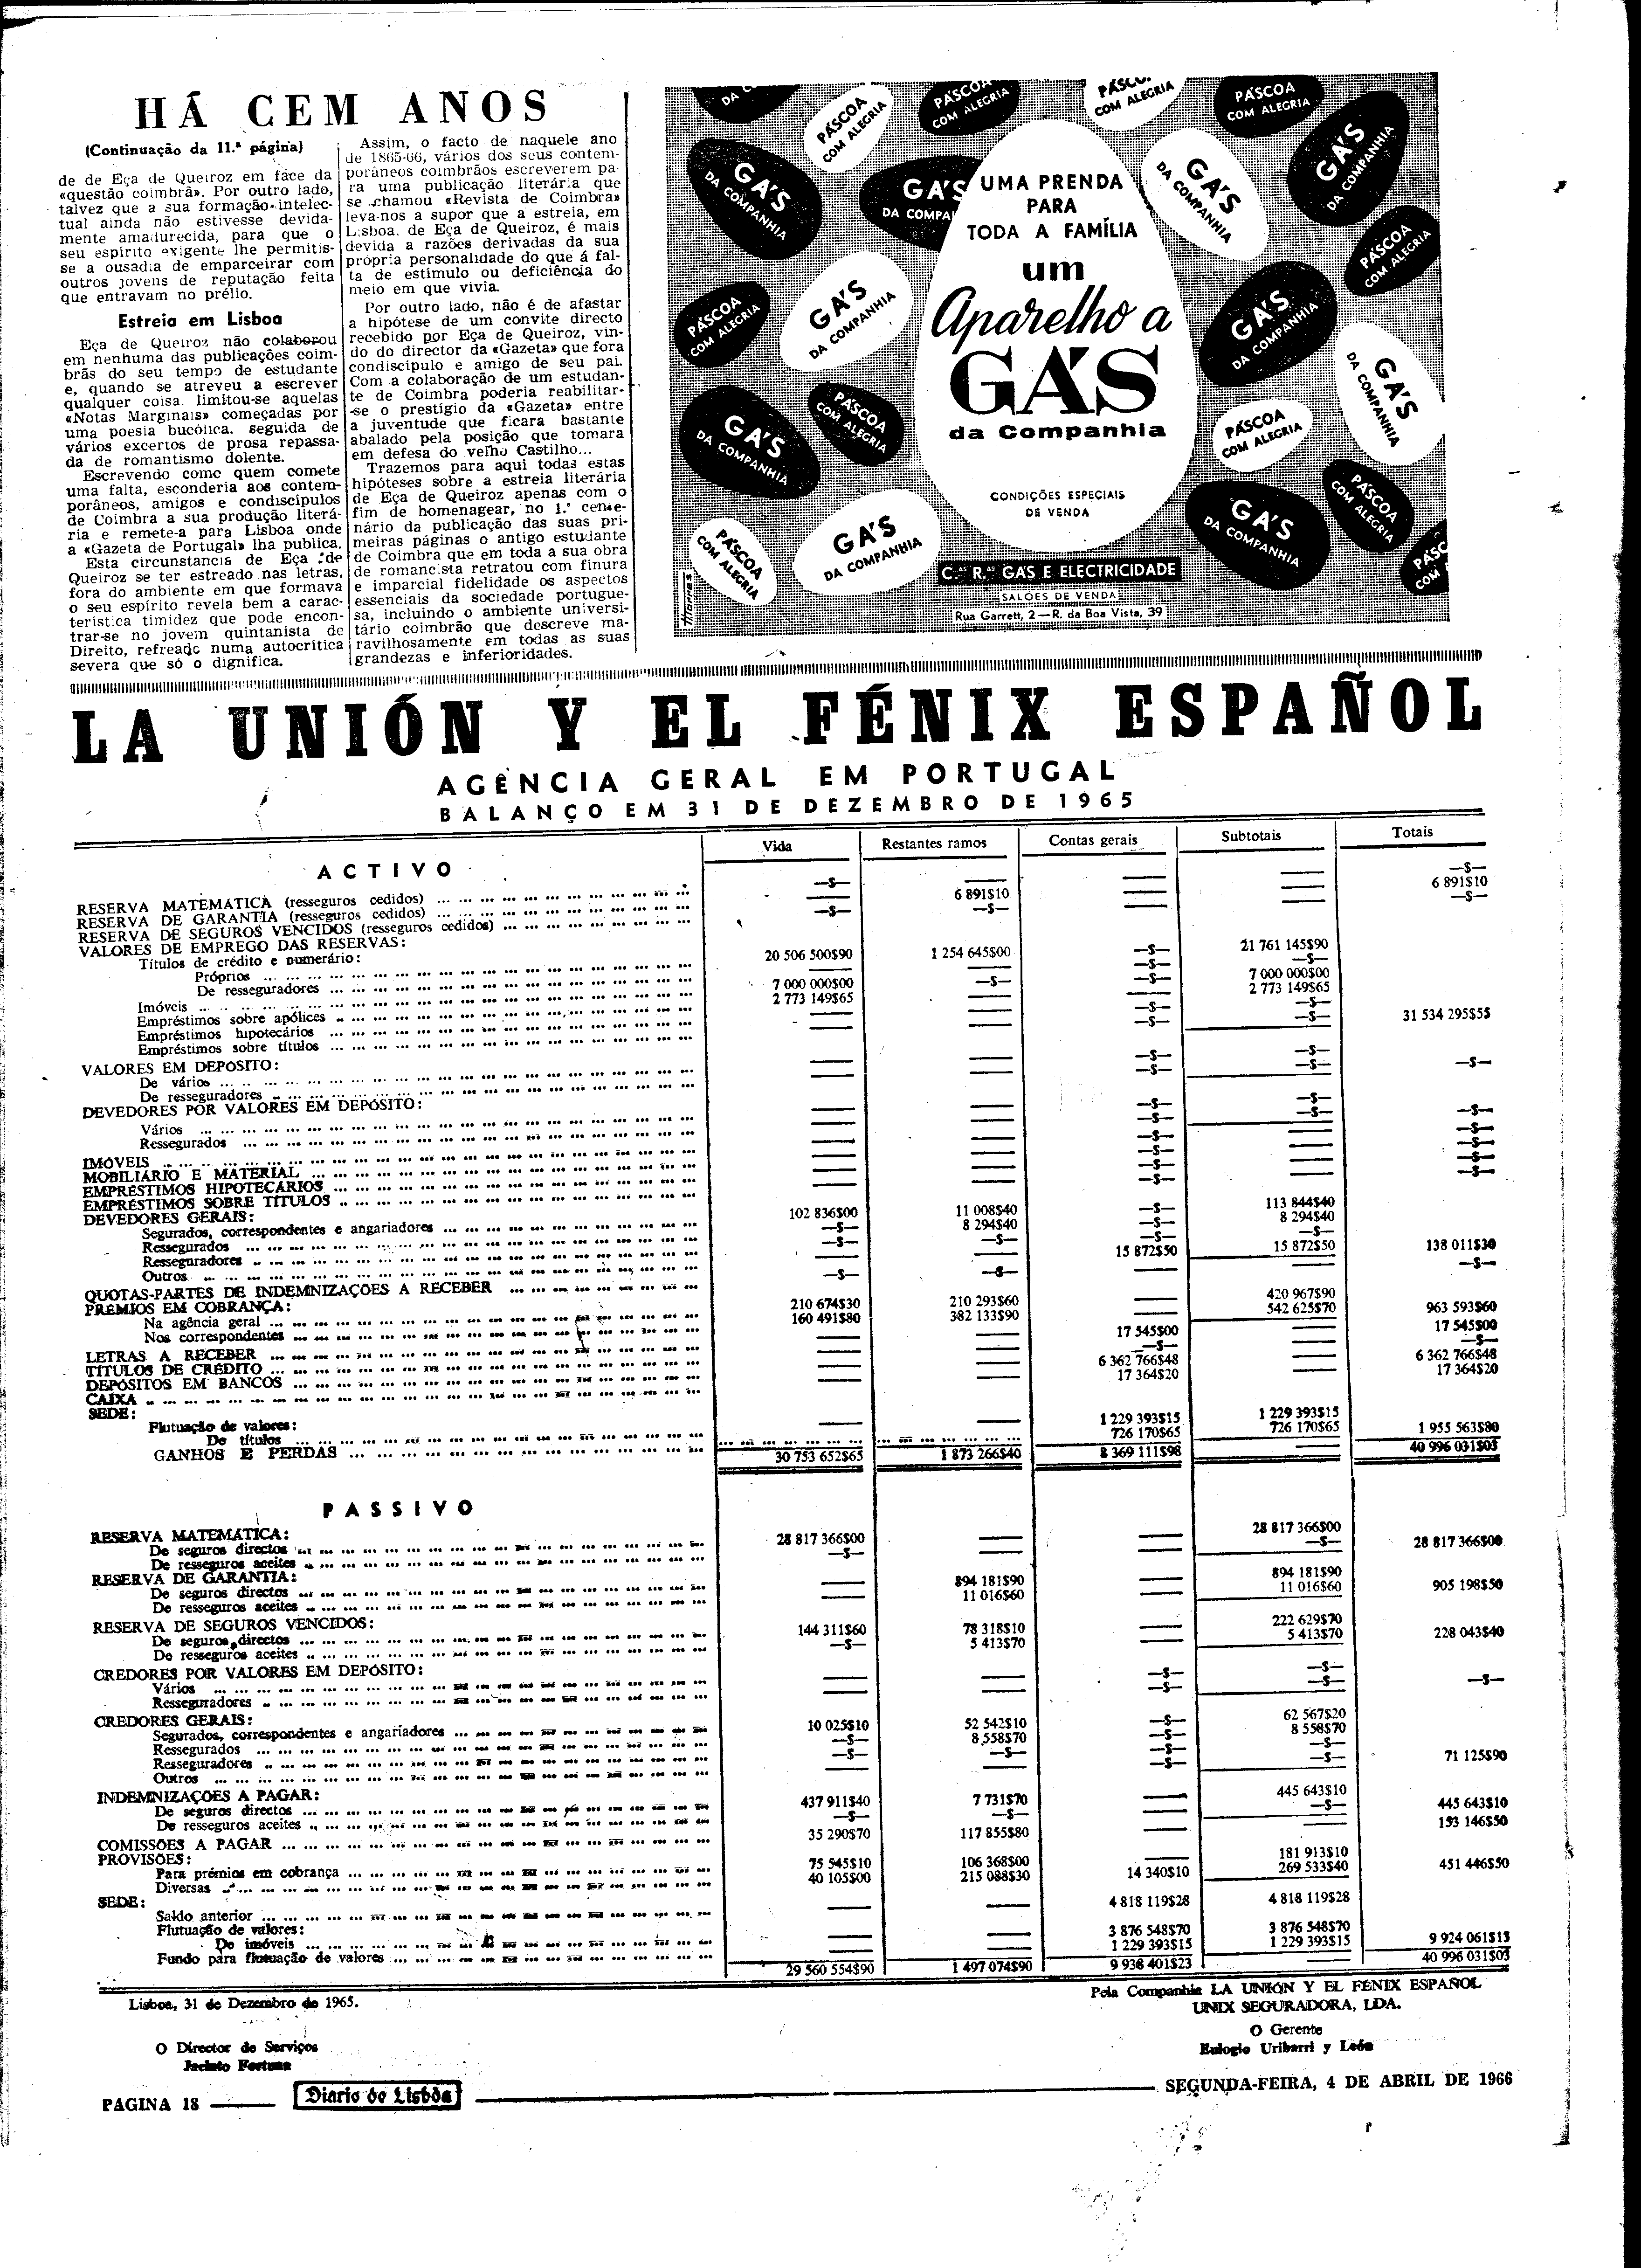 HÁ CEM ANOS
(Continuação da 11.ª página)
de de Eça de Queiroz em face da
«questão coimbrã». Por outro lado,
talvez que a sua formação intelec-
tual ainda não estivesse devida-
mente amadurecida, para que o
seu espírito exigente lhe permitis-
se a ousadia de emparceirar com
outros jovens de reputação feita
que entravam no prélio.
Estreia em Lisboa
Eça de Queiroz não colaborou
em nenhuma das publicações coim-
brãs do seu tempo de estudante
e, quando se atreveu a escrever
qualquer coisa. limitou-se aquelas
«Notas Marginais» começadas por
uma poesia bucólica. seguida de
vários excertos de prosa repassa-
da de romantismo dolente.
Escrevendo como quem comete
uma falta, esconderia aos contem-
porâneos, amigos e condiscípulos
de Coimbra a sua produção literá-
ria e remete-a para Lisboa onde
a «Gazeta de Portugal» lha publica.
Esta circunstancia de Eça de
Queiroz se ter estreado nas letras,
fora do ambiente em que formava
o seu espírito revela bem a carac-
terística timidez que pode encon-
trar-se no jovem quintanista de
Direito, refreado numa autocrítica
severa que só o dignifica.
Assim, o facto de naquele ano
de 1865-66, vários dos seus contem-
porâneos coimbrãos escreverem pa-
ra uma publicação literária que
se chamou «Revista de Coimbra»
leva-nos a supor que a estreia, em
Lisboa. de Eça de Queiroz, é mais
devida a razões derivadas da sua
própria personalidade do que á fal-
ta de estímulo ou deficiência do
meio em que vivia.
Por outro lado, não é de afastar
a hipótese de um convite directo
recebido por Eça de Queiroz, vin-
do do director da «Gazeta» que fora
condiscípulo e amigo de seu pai.
Com a colaboração de um estudan-
te de Coimbra poderia reabilitar-
-se o prestígio da «Gazeta» entre
a juventude que ficara bastante
abalado pela posição que tomara
em defesa do velho Castilho...
Trazemos para aqui todas estas
hipóteses sobre a estreia literária
de Eça de Queiroz apenas com o
fim de homenagear, no 1.º cente-
nário da publicação das suas pri-
meiras páginas o antigo estudante
de Coimbra que em toda a sua obra
de romancista retratou com finura
e imparcial fidelidade os aspectos
essenciais da sociedade portugue-
sa, incluindo o ambiente universi-
tário coimbrão que descreve ma-
ravilhosamente em todas as suas
grandezas e inferioridades.
PÁSCOA COM ALEGRIA
GÁS DA COMPANHIA
UMA PRENDA
PARA
TODA A FAMÍLIA
um
Aparelho a
GÁS
da Companhia
CONDIÇÕES ESPECIAIS
DE VENDA
C.AS R.AS GÁS E ELECTRICIDADE
SALÕES DE VENDA
Rua Garrett, 2 — R. da Boa Vista, 39
LA UNIÓN Y EL FÉNIX ESPAÑOL
AGÊNCIA GERAL EM PORTUGAL
BALANÇO EM 31 DE DEZEMBRO DE 1965
Vida Restantes ramos Contas gerais Subtotais Totais
ACTIVO
RESERVA MATEMÁTICA (resseguros cedidos) —$— —$—
RESERVA DE GARANTIA (resseguros cedidos) 6 891$10 6 891$10
RESERVA DE SEGUROS VENCIDOS (resseguros cedidos) —$— —$— —$—
VALORES DE EMPREGO DAS RESERVAS:
Títulos de crédito e numerário:
Próprios 20 506 500$90 1 254 645$00 —$— 21 761 145$90
De resseguradores —$— —$—
Imóveis 7 000 000$00 —$— —$— 7 000 000$00
Empréstimos sobre apólices 2 773 149$65 2 773 149$65
Empréstimos hipotecários —$— —$—
Empréstimos sobre títulos —$— —$— 31 534 295$55
VALORES EM DEPÓSITO:
De vários —$— —$—
De resseguradores —$— —$— —$—
DEVEDORES POR VALORES EM DEPÓSITO:
Vários —$— —$—
Ressegurados —$— —$— —$—
IMÓVEIS —$— —$—
MOBILIÁRIO E MATERIAL —$— —$—
EMPRÉSTIMOS HIPOTECÁRIOS —$— —$—
EMPRÉSTIMOS SOBRE TÍTULOS —$— —$—
DEVEDORES GERAIS:
Segurados, correspondentes e angariadores 102 836$00 11 008$40 —$— 113 844$40
Ressegurados —$— 8 294$40 —$— 8 294$40
Resseguradores —$— —$— —$— —$—
Outros 15 872$50 15 872$50 138 011$30
QUOTAS-PARTES DE INDEMNIZAÇÕES A RECEBER —$— —$— —$—
PRÉMIOS EM COBRANÇA:
Na agência geral 210 674$30 210 293$60 420 967$90
Nos correspondentes 160 491$80 382 133$90 542 625$70 963 593$60
LETRAS A RECEBER 17 545$00 17 545$00
TÍTULOS DE CRÉDITO —$— —$—
DEPÓSITOS EM BANCOS 6 362 766$48 6 362 766$48
CAIXA 17 364$20 17 364$20
SEDE:
Flutuação de valores:
De títulos 1 229 393$15 1 229 393$15
GANHOS E PERDAS 726 170$65 726 170$65 1 955 563$80
30 753 652$65 1 873 266$40 8 369 111$98 40 996 031$03
PASSIVO
RESERVA MATEMÁTICA:
De seguros directos 28 817 366$00 28 817 366$00
De resseguros aceites —$— —$— 28 817 366$00
RESERVA DE GARANTIA:
De seguros directos 894 181$90 894 181$90
De resseguros aceites 11 016$60 11 016$60 905 198$50
RESERVA DE SEGUROS VENCIDOS:
De seguros directos 144 311$60 78 318$10 222 629$70
De resseguros aceites —$— 5 413$70 5 413$70 228 043$40
CREDORES POR VALORES EM DEPÓSITO:
Vários —$— —$—
Resseguradores —$— —$— —$—
CREDORES GERAIS:
Segurados, correspondentes e angariadores 10 025$10 52 542$10 —$— 62 567$20
Ressegurados —$— 8 558$70 —$— 8 558$70
Resseguradores —$— —$— —$— —$—
Outros —$— —$— 71 125$90
INDEMNIZAÇÕES A PAGAR:
De seguros directos 437 911$40 7 731$70 445 643$10
De resseguros aceites —$— —$— —$— 445 643$10
COMISSÕES A PAGAR 35 290$70 117 855$80 153 146$50
PROVISÕES:
Para prémios em cobrança 75 545$10 106 368$00 181 913$10
Diversas 40 105$00 215 088$30 14 340$10 269 533$40 451 446$50
SEDE:
Saldo anterior 4 818 119$28 4 818 119$28
Flutuação de valores:
De imóveis 3 876 548$70 3 876 548$70
Fundo para flutuação de valores 1 229 393$15 1 229 393$15 9 924 061$13
29 560 554$90 1 497 074$90 9 938 401$23 40 996 031$03
Lisboa, 31 de Dezembro de 1965.
Pela Companhia LA UNIÓN Y EL FÉNIX ESPAÑOL
UNIX SEGURADORA, LDA.
O Gerente
Eulogio Uribarri y León
O Director de Serviços
Jacinto Fortuna
PÁGINA 18
Diario de Lisbôa
SEGUNDA-FEIRA, 4 DE ABRIL DE 1966